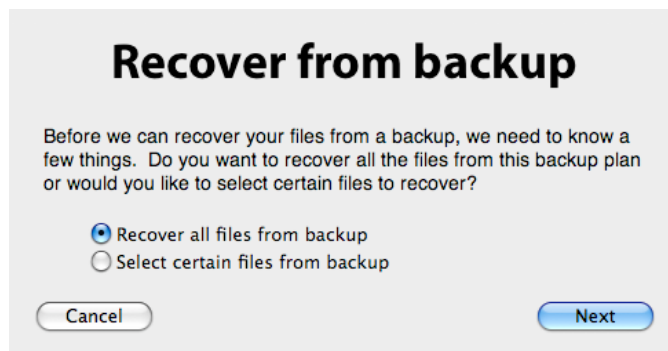 Recover from backup
Before we can recover your files from a backup, we need to know a
few things.  Do you want to recover all the files from this backup plan
or would you like to select certain files to recover?
Recover all files from backup
Select certain files from backup
Cancel
Next